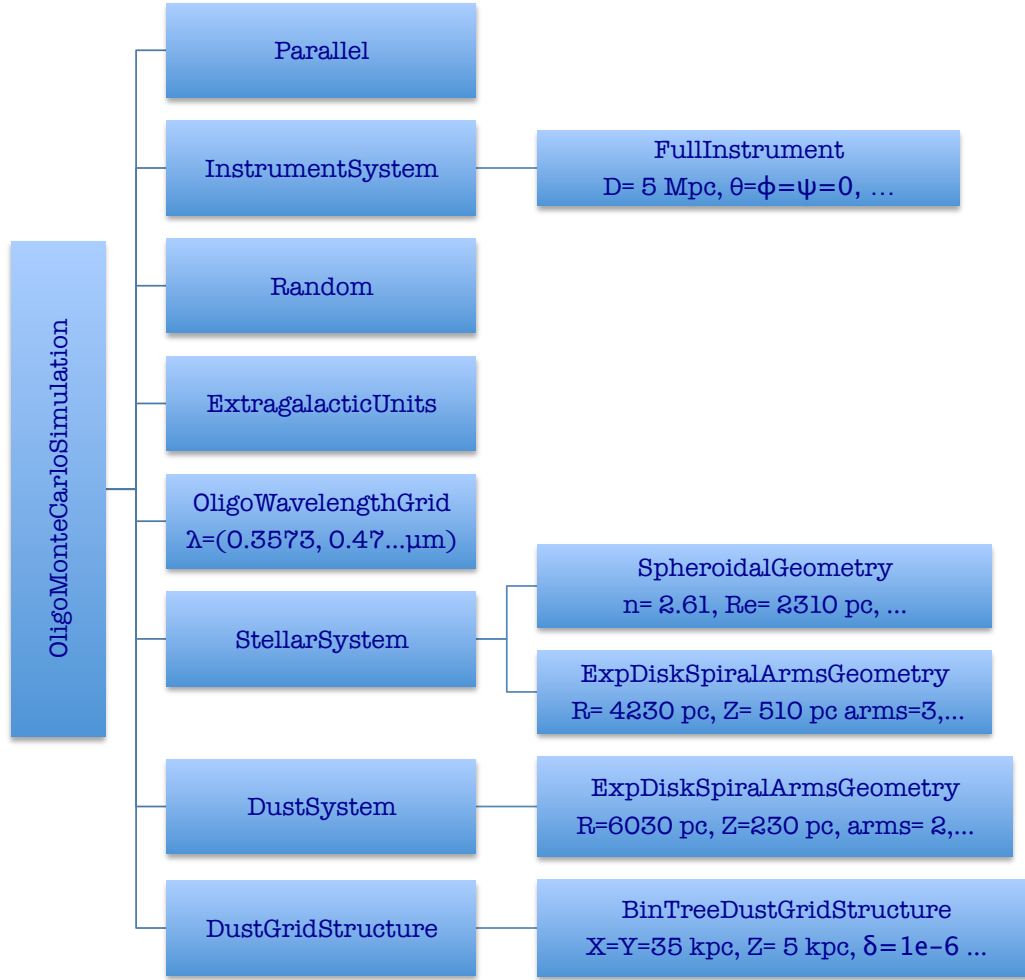 OligoMonteCarloSimulation
Parallel
InstrumentSystem
FullInstrument
D= 5 Mpc, θ=ϕ=ψ=0, ...
Random
ExtragalacticUnits
OligoWavelengthGrid
λ=(0.3573, 0.47...µm)
StellarSystem
SpheroidalGeometry
n= 2.61, Re= 2310 pc, ...
ExpDiskSpiralArmsGeometry
R= 4230 pc, Z= 510 pc arms=3,...
DustSystem
ExpDiskSpiralArmsGeometry
R=6030 pc, Z=230 pc, arms= 2,...
DustGridStructure
BinTreeDustGridStructure
X=Y=35 kpc, Z= 5 kpc, δ=1e-6 ...